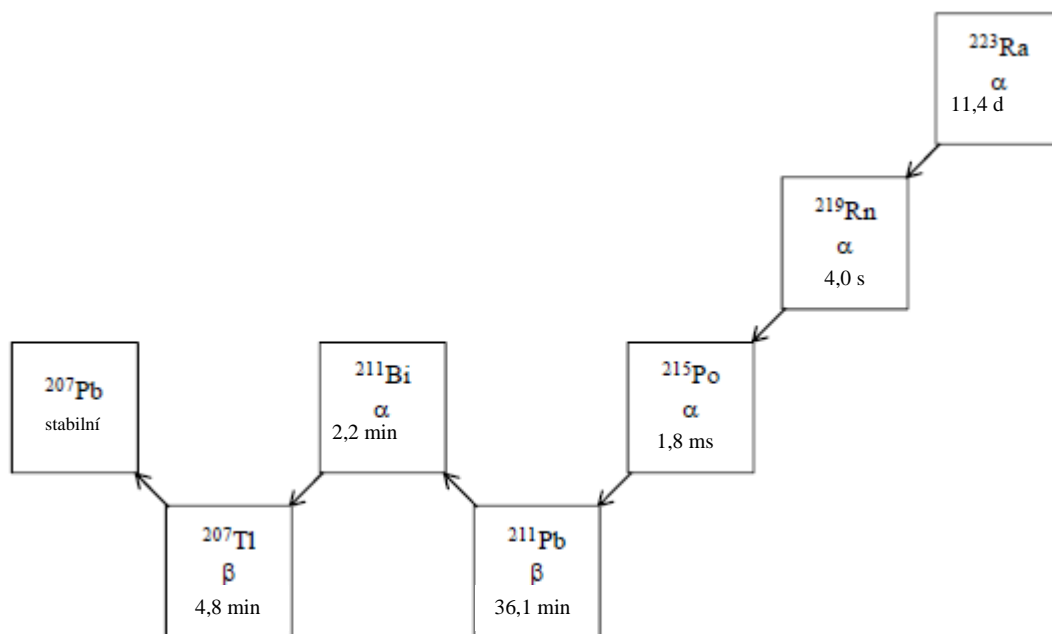 ²²³Ra
α
11,4 d
²¹⁹Rn
α
4,0 s
²¹⁵Po
α
1,8 ms
²¹¹Bi
α
2,2 min
²⁰⁷Pb
stabilní
²¹¹Pb
β
36,1 min
²⁰⁷Tl
β
4,8 min